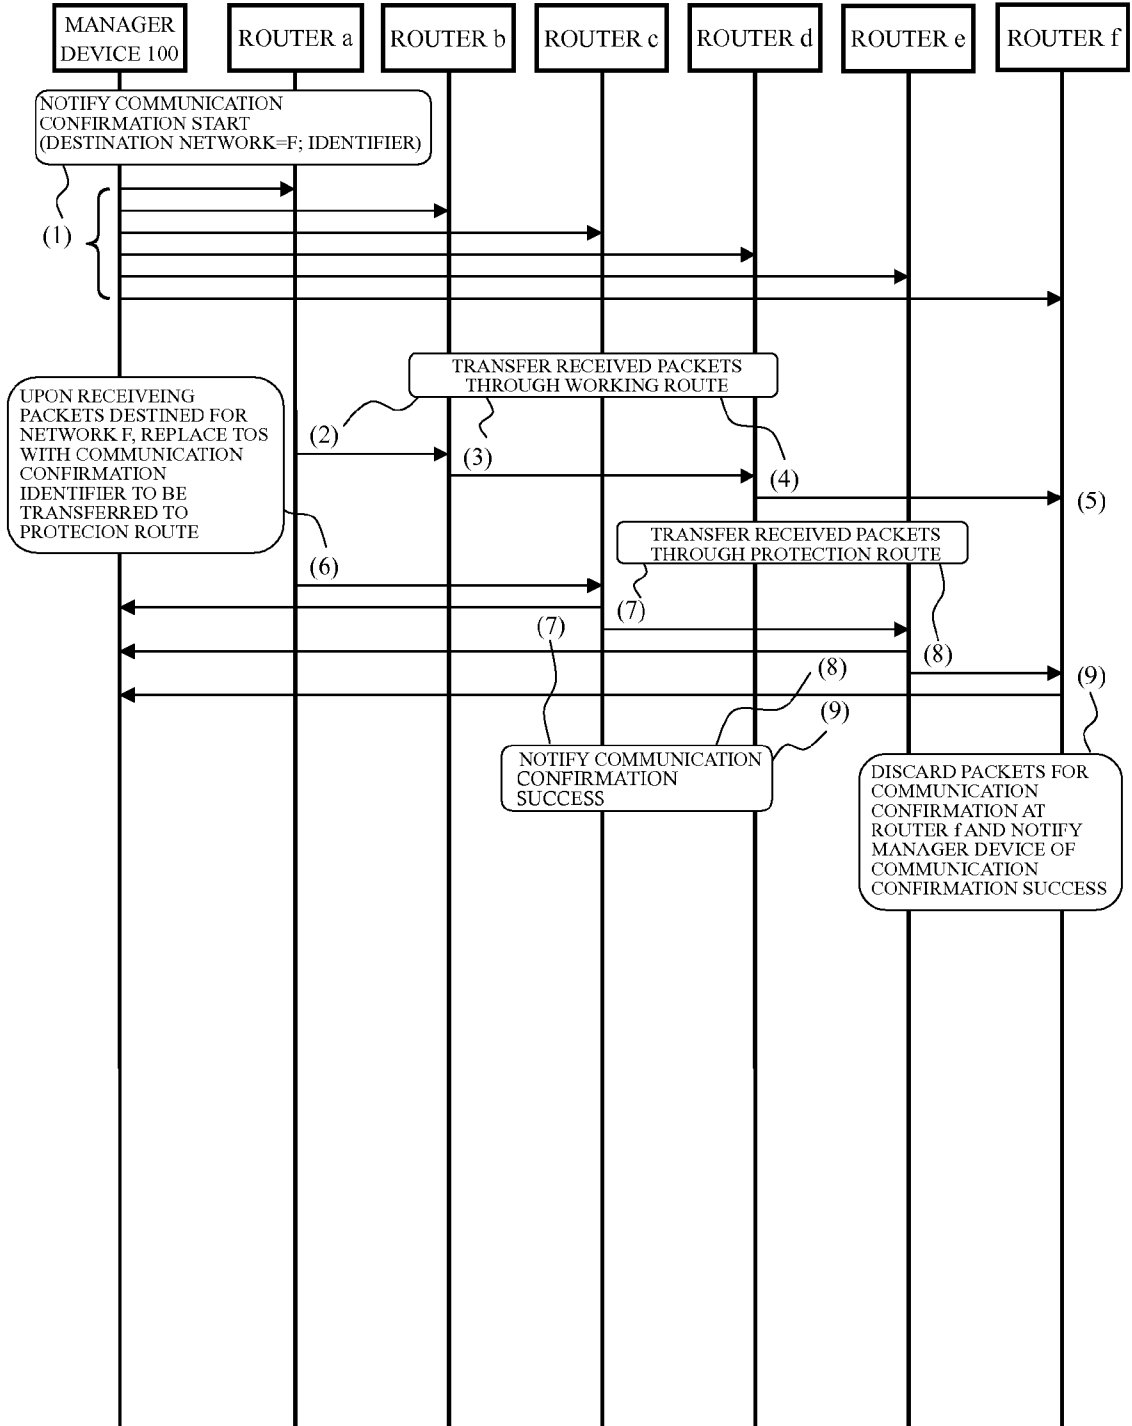 MANAGER
DEVICE 100
ROUTER a
ROUTER b
ROUTER c
ROUTER d
ROUTER e
ROUTER f
NOTIFY COMMUNICATION
CONFIRMATION START
(DESTINATION NETWORK=F; IDENTIFIER)
(1)
TRANSFER RECEIVED PACKETS
THROUGH WORKING ROUTE
UPON RECEIVEING
PACKETS DESTINED FOR
NETWORK F, REPLACE TOS
WITH COMMUNICATION
CONFIRMATION
IDENTIFIER TO BE
TRANSFERRED TO
PROTECION ROUTE
(2)
(3)
(4)
(5)
TRANSFER RECEIVED PACKETS
THROUGH PROTECTION ROUTE
(6)
(7)
(7)
(8)
(8)
(9)
(9)
NOTIFY COMMUNICATION
CONFIRMATION
SUCCESS
DISCARD PACKETS FOR
COMMUNICATION
CONFIRMATION AT
ROUTER f AND NOTIFY
MANAGER DEVICE OF
COMMUNICATION
CONFIRMATION SUCCESS